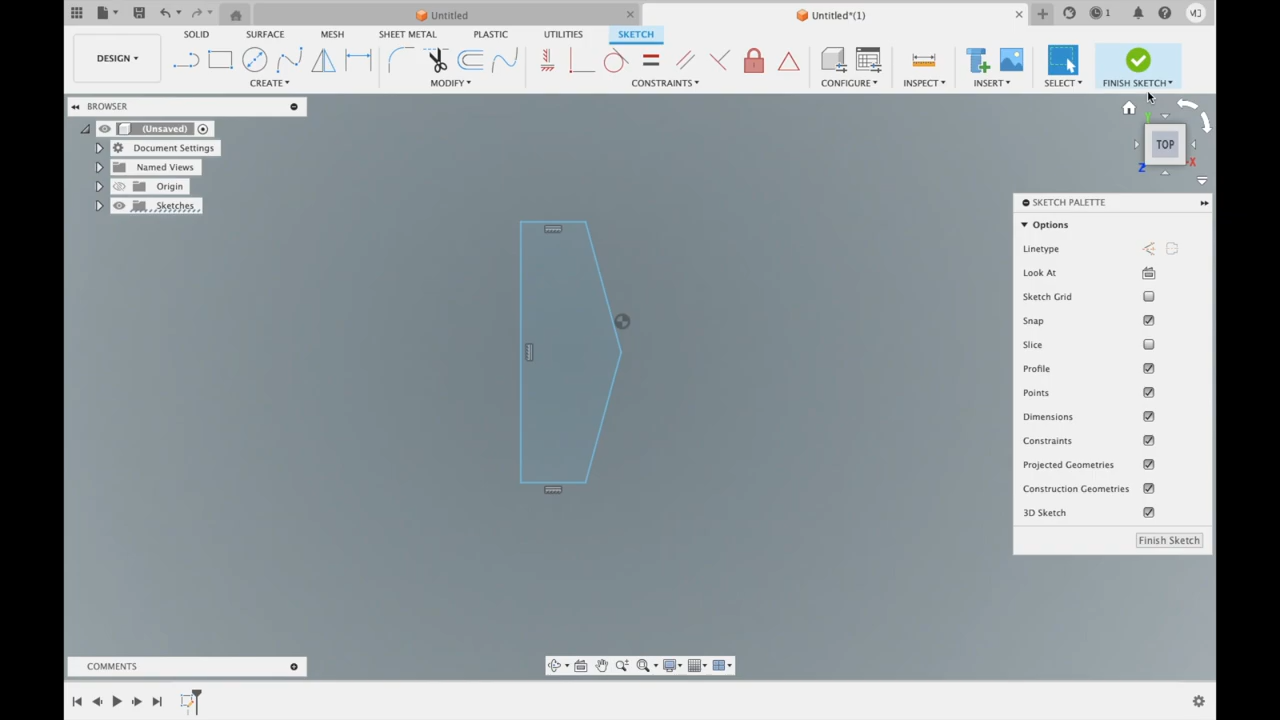 Untitled
Untitled*(1)
1
MJ
DESIGN
SOLID
SURFACE
MESH
SHEET METAL
PLASTIC
UTILITIES
SKETCH
CREATE
MODIFY
CONSTRAINTS
CONFIGURE
INSPECT
INSERT
SELECT
FINISH SKETCH
BROWSER
(Unsaved)
Document Settings
Named Views
Origin
Sketches
Y
TOP
X
Z
SKETCH PALETTE
Options
Linetype
Look At
Sketch Grid
Snap
Slice
Profile
Points
Dimensions
Constraints
Projected Geometries
Construction Geometries
3D Sketch
Finish Sketch
COMMENTS